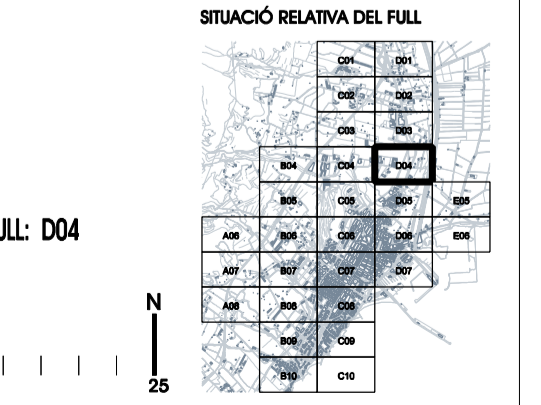 SITUACIÓ RELATIVA DEL FULL
C01 D01
C02 D02
C03 D03
B04 C04 D04
B05 C05 D05 E05
ULL: D04
A06 B06 C06 D06 E06
A07 B07 C07 D07
N
A08 B08 C08
B09 C09
25
B10 C10